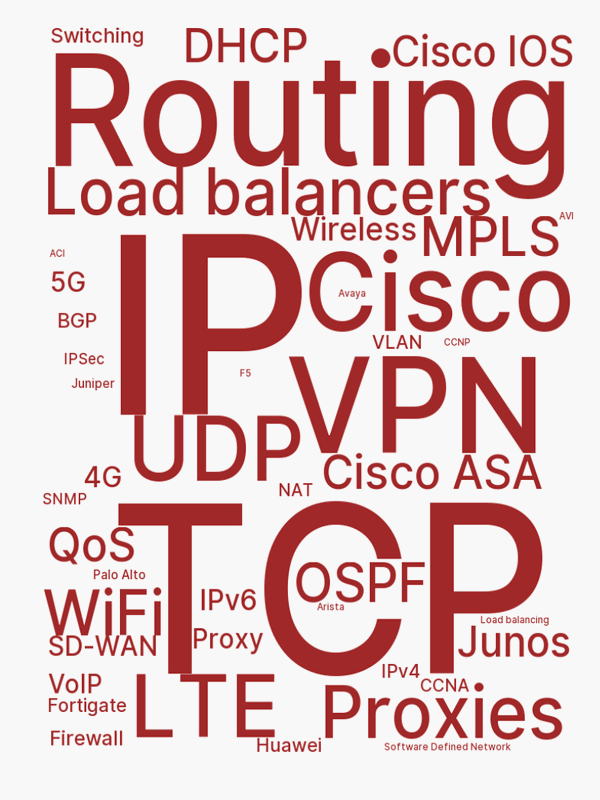 Switching
DHCP
Cisco IOS
Routing
Load balancers
AVI
Wireless
MPLS
ACI
Cisco
5G
Avaya
IP
BGP
VLAN
CCNP
IPSec
F5
Juniper
VPN
UDP
4G
Cisco ASA
NAT
SNMP
TCP
QoS
Palo Alto
OSPF
WiFi
IPv6
Arista
Load balancing
SD-WAN
Proxy
Junos
VoIP
IPv4
CCNA
Fortigate
LTE
Proxies
Firewall
Huawei
Software Defined Network